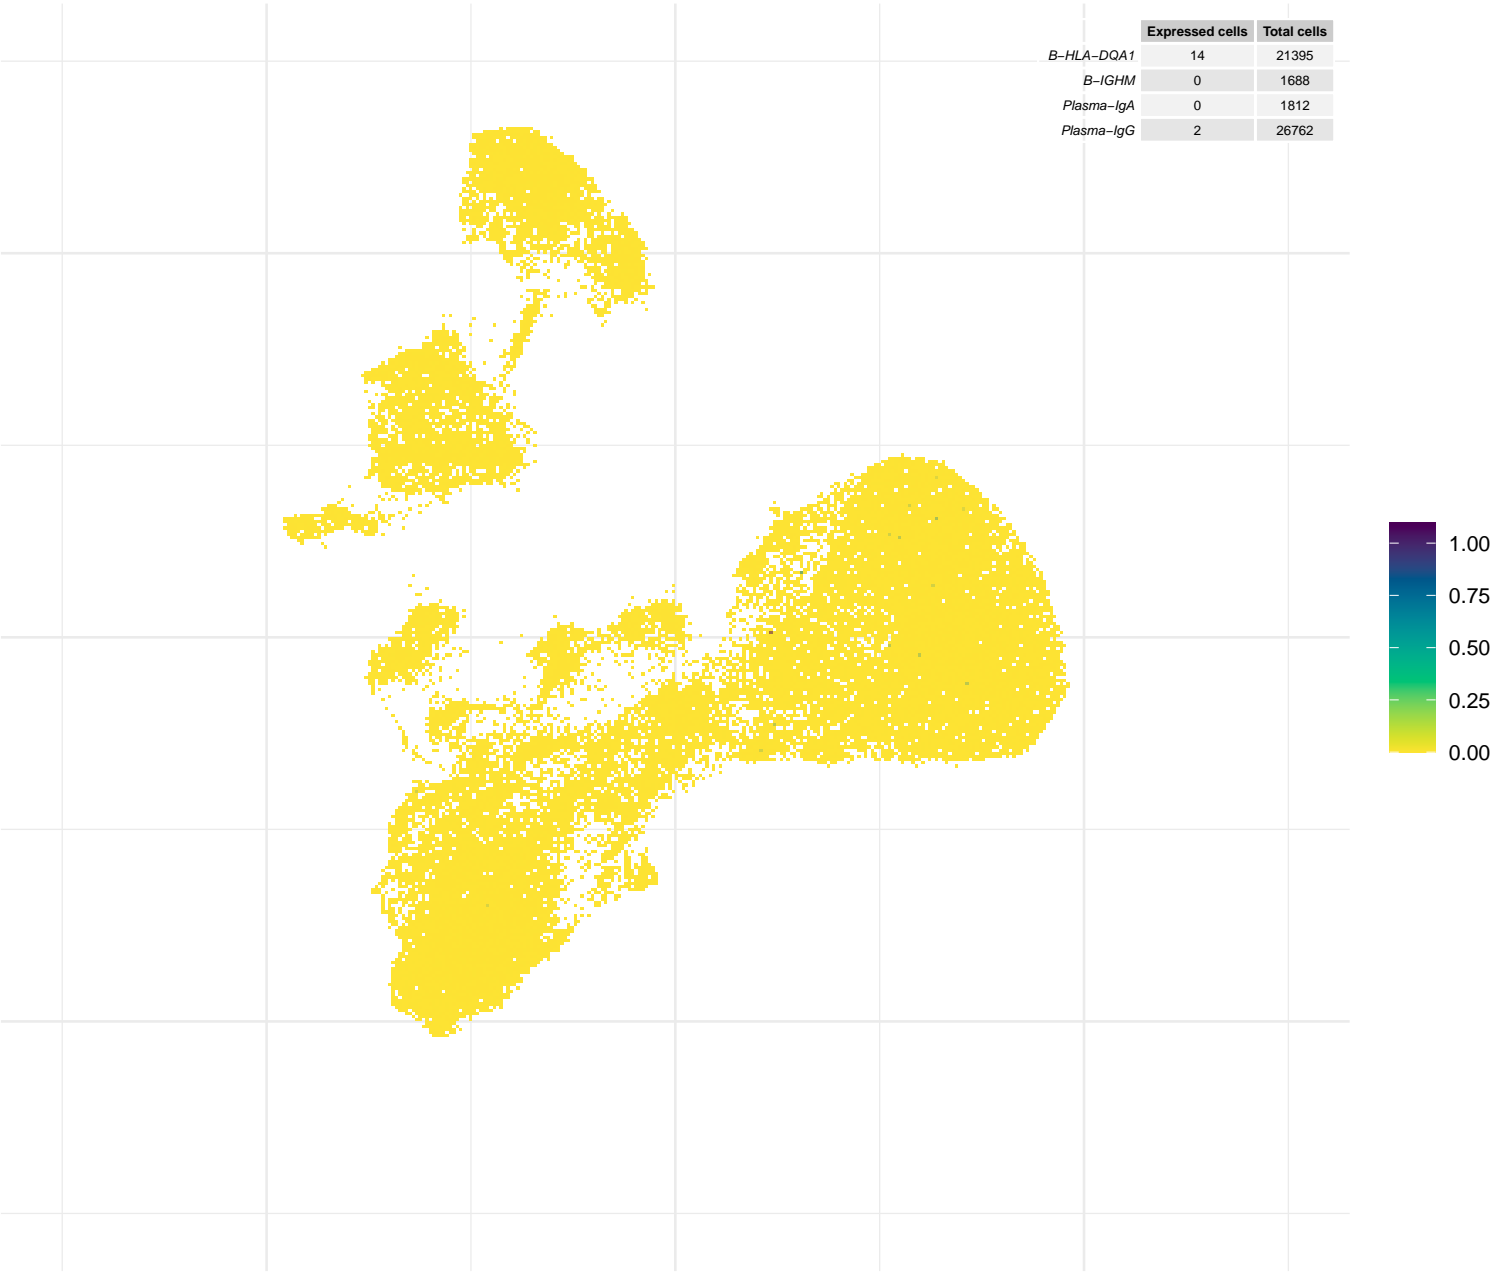 Expressed cells Total cells
B−HLA−DQA1 14 21395
B−IGHM 0 1688
Plasma−IgA 0 1812
Plasma−IgG 2 26762
1.00
0.75
0.50
0.25
0.00